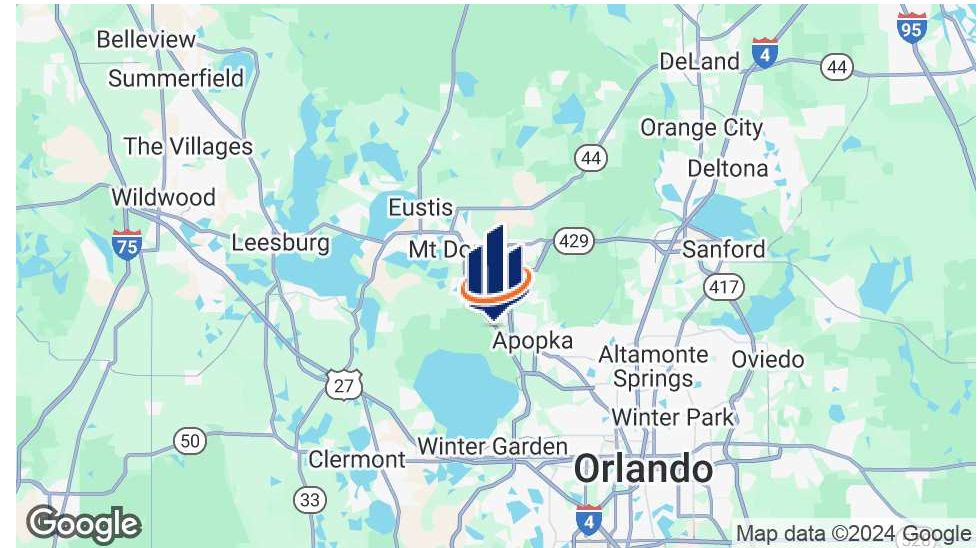 Belleview
Summerfield
DeLand
4
95
44
The Villages
Orange City
44
Deltona
Wildwood
Eustis
75
Leesburg
Mt Do
429
Sanford
417
Apopka
27
Altamonte
Springs
Oviedo
Winter Park
50
Clermont
Winter Garden
Orlando
33
4
Google
Map data ©2024 Google